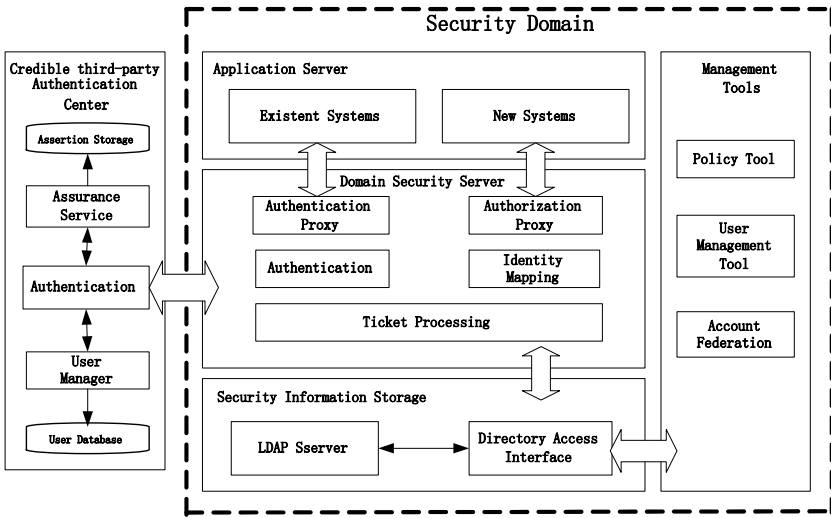 Security Domain
Credible third-party
Authentication
Center
Assertion Storage
Assurance
Service
Authentication
User
Manager
User Database
Application Server
Existent Systems
New Systems
Domain Security Server
Authentication
Proxy
Authorization
Proxy
Authentication
Identity
Mapping
Ticket Processing
Security Information Storage
LDAP Sserver
Directory Access
Interface
Management
Tools
Policy Tool
User
Management
Tool
Account
Federation